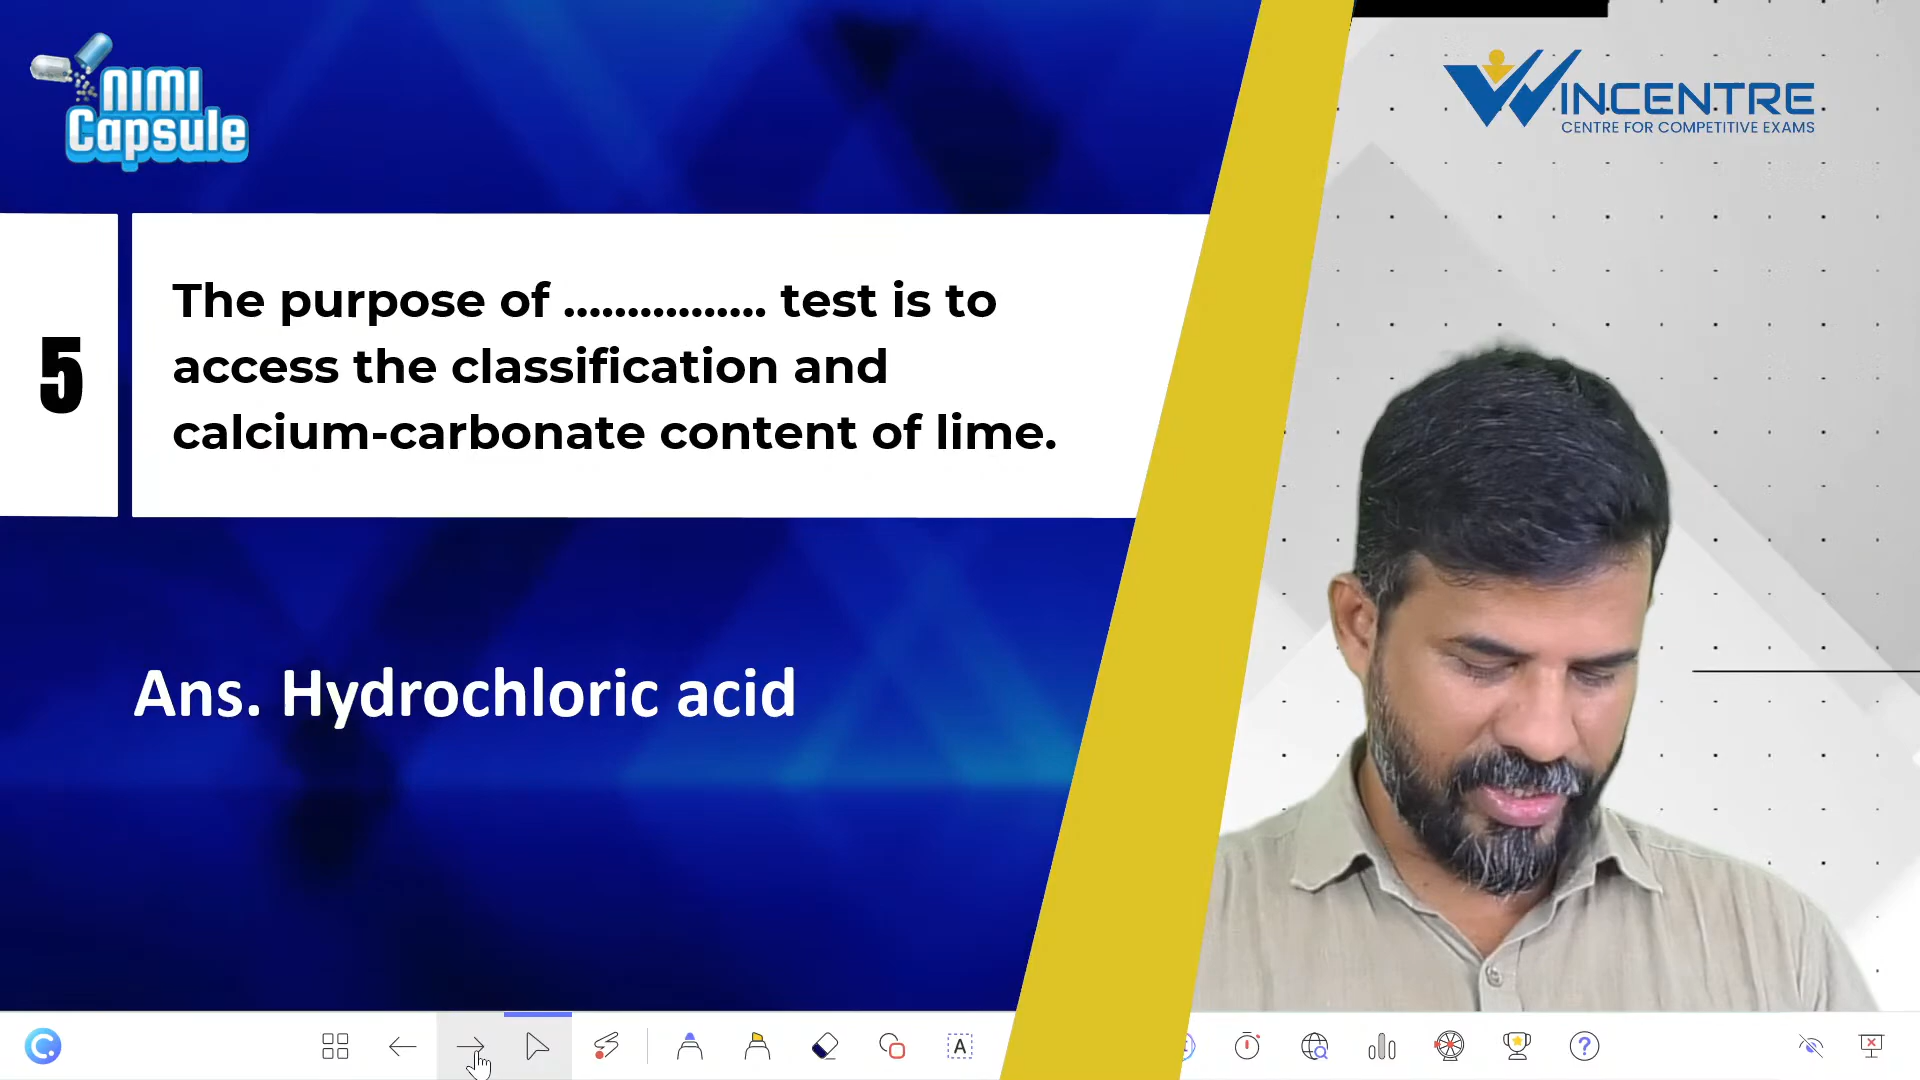 NIMI
Capsule
WINCENTRE
CENTRE FOR COMPETITIVE EXAMS
5
The purpose of ................ test is to
access the classification and
calcium-carbonate content of lime.
Ans. Hydrochloric acid
A